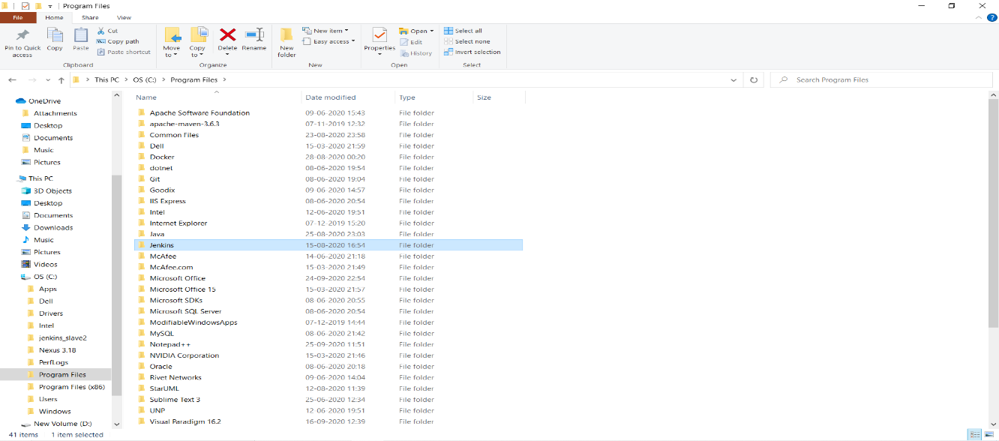 Program Files
File Home Share View
Pin to Quick access
Copy
Paste
Cut
Copy path
Paste shortcut
Clipboard
Move to
Copy to
Delete
Rename
Organize
New folder
New item
Easy access
New
Properties
Open
Edit
History
Open
Select all
Select none
Invert selection
Select
This PC > OS (C:) > Program Files >
Search Program Files
OneDrive
Attachments
Desktop
Documents
Music
Pictures
This PC
3D Objects
Desktop
Documents
Downloads
Music
Pictures
Videos
OS (C:)
Apps
Dell
Drivers
Intel
jenkins_slave2
Nexus 3.18
PerfLogs
Program Files
Program Files (x86)
Users
Windows
New Volume (D:)
Name Date modified Type Size
Apache Software Foundation 09-06-2020 15:43 File folder
apache-maven-3.6.3 07-11-2019 12:32 File folder
Common Files 23-08-2020 23:58 File folder
Dell 15-03-2020 21:59 File folder
Docker 28-08-2020 00:20 File folder
dotnet 08-06-2020 19:54 File folder
Git 08-06-2020 19:04 File folder
Goodix 09-06-2020 14:57 File folder
IIS Express 08-06-2020 20:54 File folder
Intel 12-06-2020 19:51 File folder
Internet Explorer 07-12-2019 15:20 File folder
Java 25-08-2020 23:03 File folder
Jenkins 15-08-2020 16:54 File folder
McAfee 14-06-2020 21:18 File folder
McAfee.com 15-03-2020 21:49 File folder
Microsoft Office 24-09-2020 22:54 File folder
Microsoft Office 15 15-03-2020 21:57 File folder
Microsoft SDKs 08-06-2020 20:55 File folder
Microsoft SQL Server 08-06-2020 20:54 File folder
ModifiableWindowsApps 07-12-2019 14:44 File folder
MySQL 08-06-2020 21:42 File folder
Notepad++ 25-09-2020 11:51 File folder
NVIDIA Corporation 15-03-2020 21:46 File folder
Oracle 08-06-2020 20:18 File folder
Rivet Networks 09-06-2020 14:04 File folder
StarUML 12-08-2020 11:39 File folder
Sublime Text 3 25-06-2020 12:34 File folder
UNP 12-06-2020 19:51 File folder
Visual Paradigm 16.2 16-09-2020 12:39 File folder
41 items 1 item selected